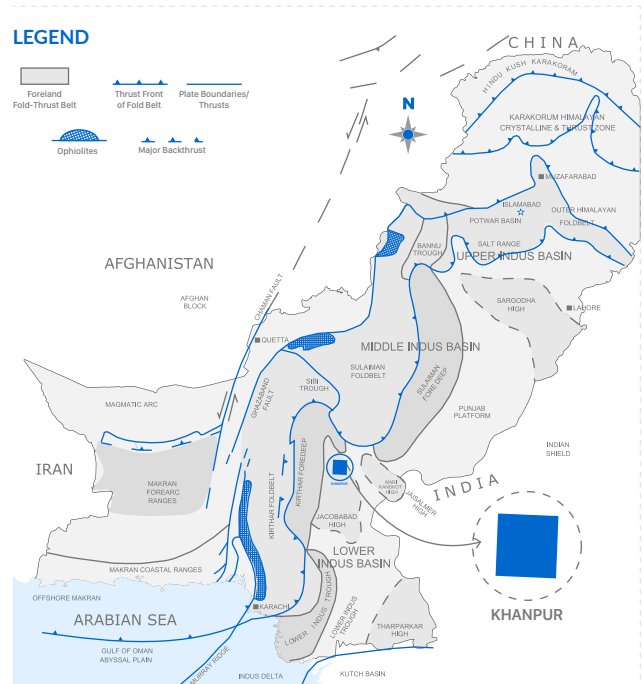 LEGEND
Foreland
Fold-Thrust Belt
Thrust Front
of Fold Belt
Plate Boundaries/
Thrusts
Ophiolites
Major Backthrust
N
CHINA
HINDU KUSH KARAKORAM
KARAKORUM HIMALAYAN
CRYSTALLINE & THRUST ZONE
MUZAFARABAD
ISLAMABAD
OUTER HIMALAYAN
FOLDBELT
POTWAR BASIN
BANNU
TROUGH
SALT RANGE
UPPER INDUS BASIN
AFGHANISTAN
AFGHAN
BLOCK
CHAMAN FAULT
SARGODHA
HIGH
LAHORE
QUETTA
MIDDLE INDUS BASIN
SULAIMAN
FOLDBELT
SULAIMAN
FORE DEEP
SIBI
TROUGH
GHAZABAND
FAULT
PUNJAB
PLATFORM
MAGMATIC ARC
INDIAN
SHIELD
IRAN
MAKRAN
FOREARC
RANGES
KIRTHAR FOLDBELT
KIRTHAR FOREDEEP
KHANPUR
MARI
KANDKOT
HIGH
JAISALMER
HIGH
INDIA
JACOBABAD
HIGH
LOWER
INDUS BASIN
MAKRAN COASTAL RANGES
OFFSHORE MAKRAN
KARACHI
KHANPUR
ARABIAN SEA
LOWER INDUS TROUGH
LOWER INDUS
TROUGH
THARPARKAR
HIGH
GULF OF OMAN
ABYSSAL PLAIN
MURRAY RIDGE
INDUS DELTA
KUTCH BASIN